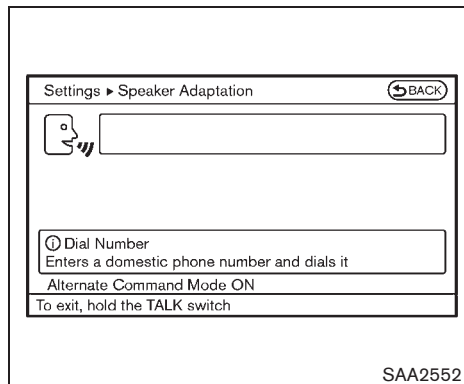 Settings ▸ Speaker Adaptation
BACK
Dial Number
Enters a domestic phone number and dials it
Alternate Command Mode ON
To exit, hold the TALK switch
SAA2552